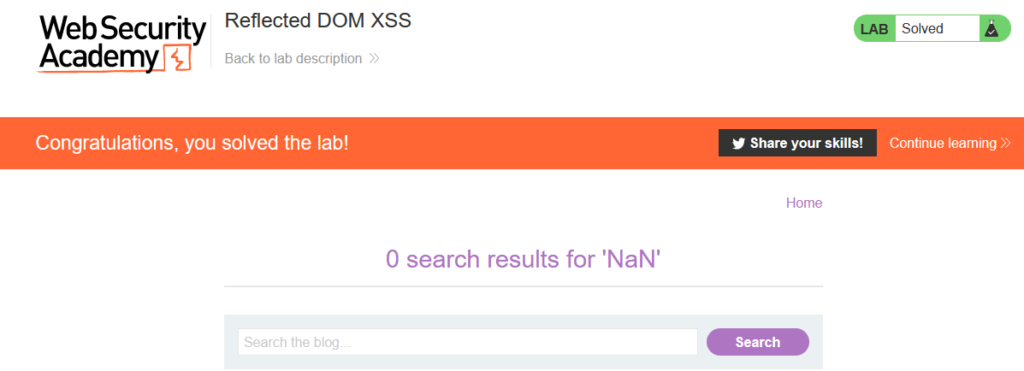 Web Security
Academy
Reflected DOM XSS
Back to lab description
LAB Solved
Congratulations, you solved the lab!
Share your skills!
Continue learning
Home
0 search results for 'NaN'
Search the blog...
Search